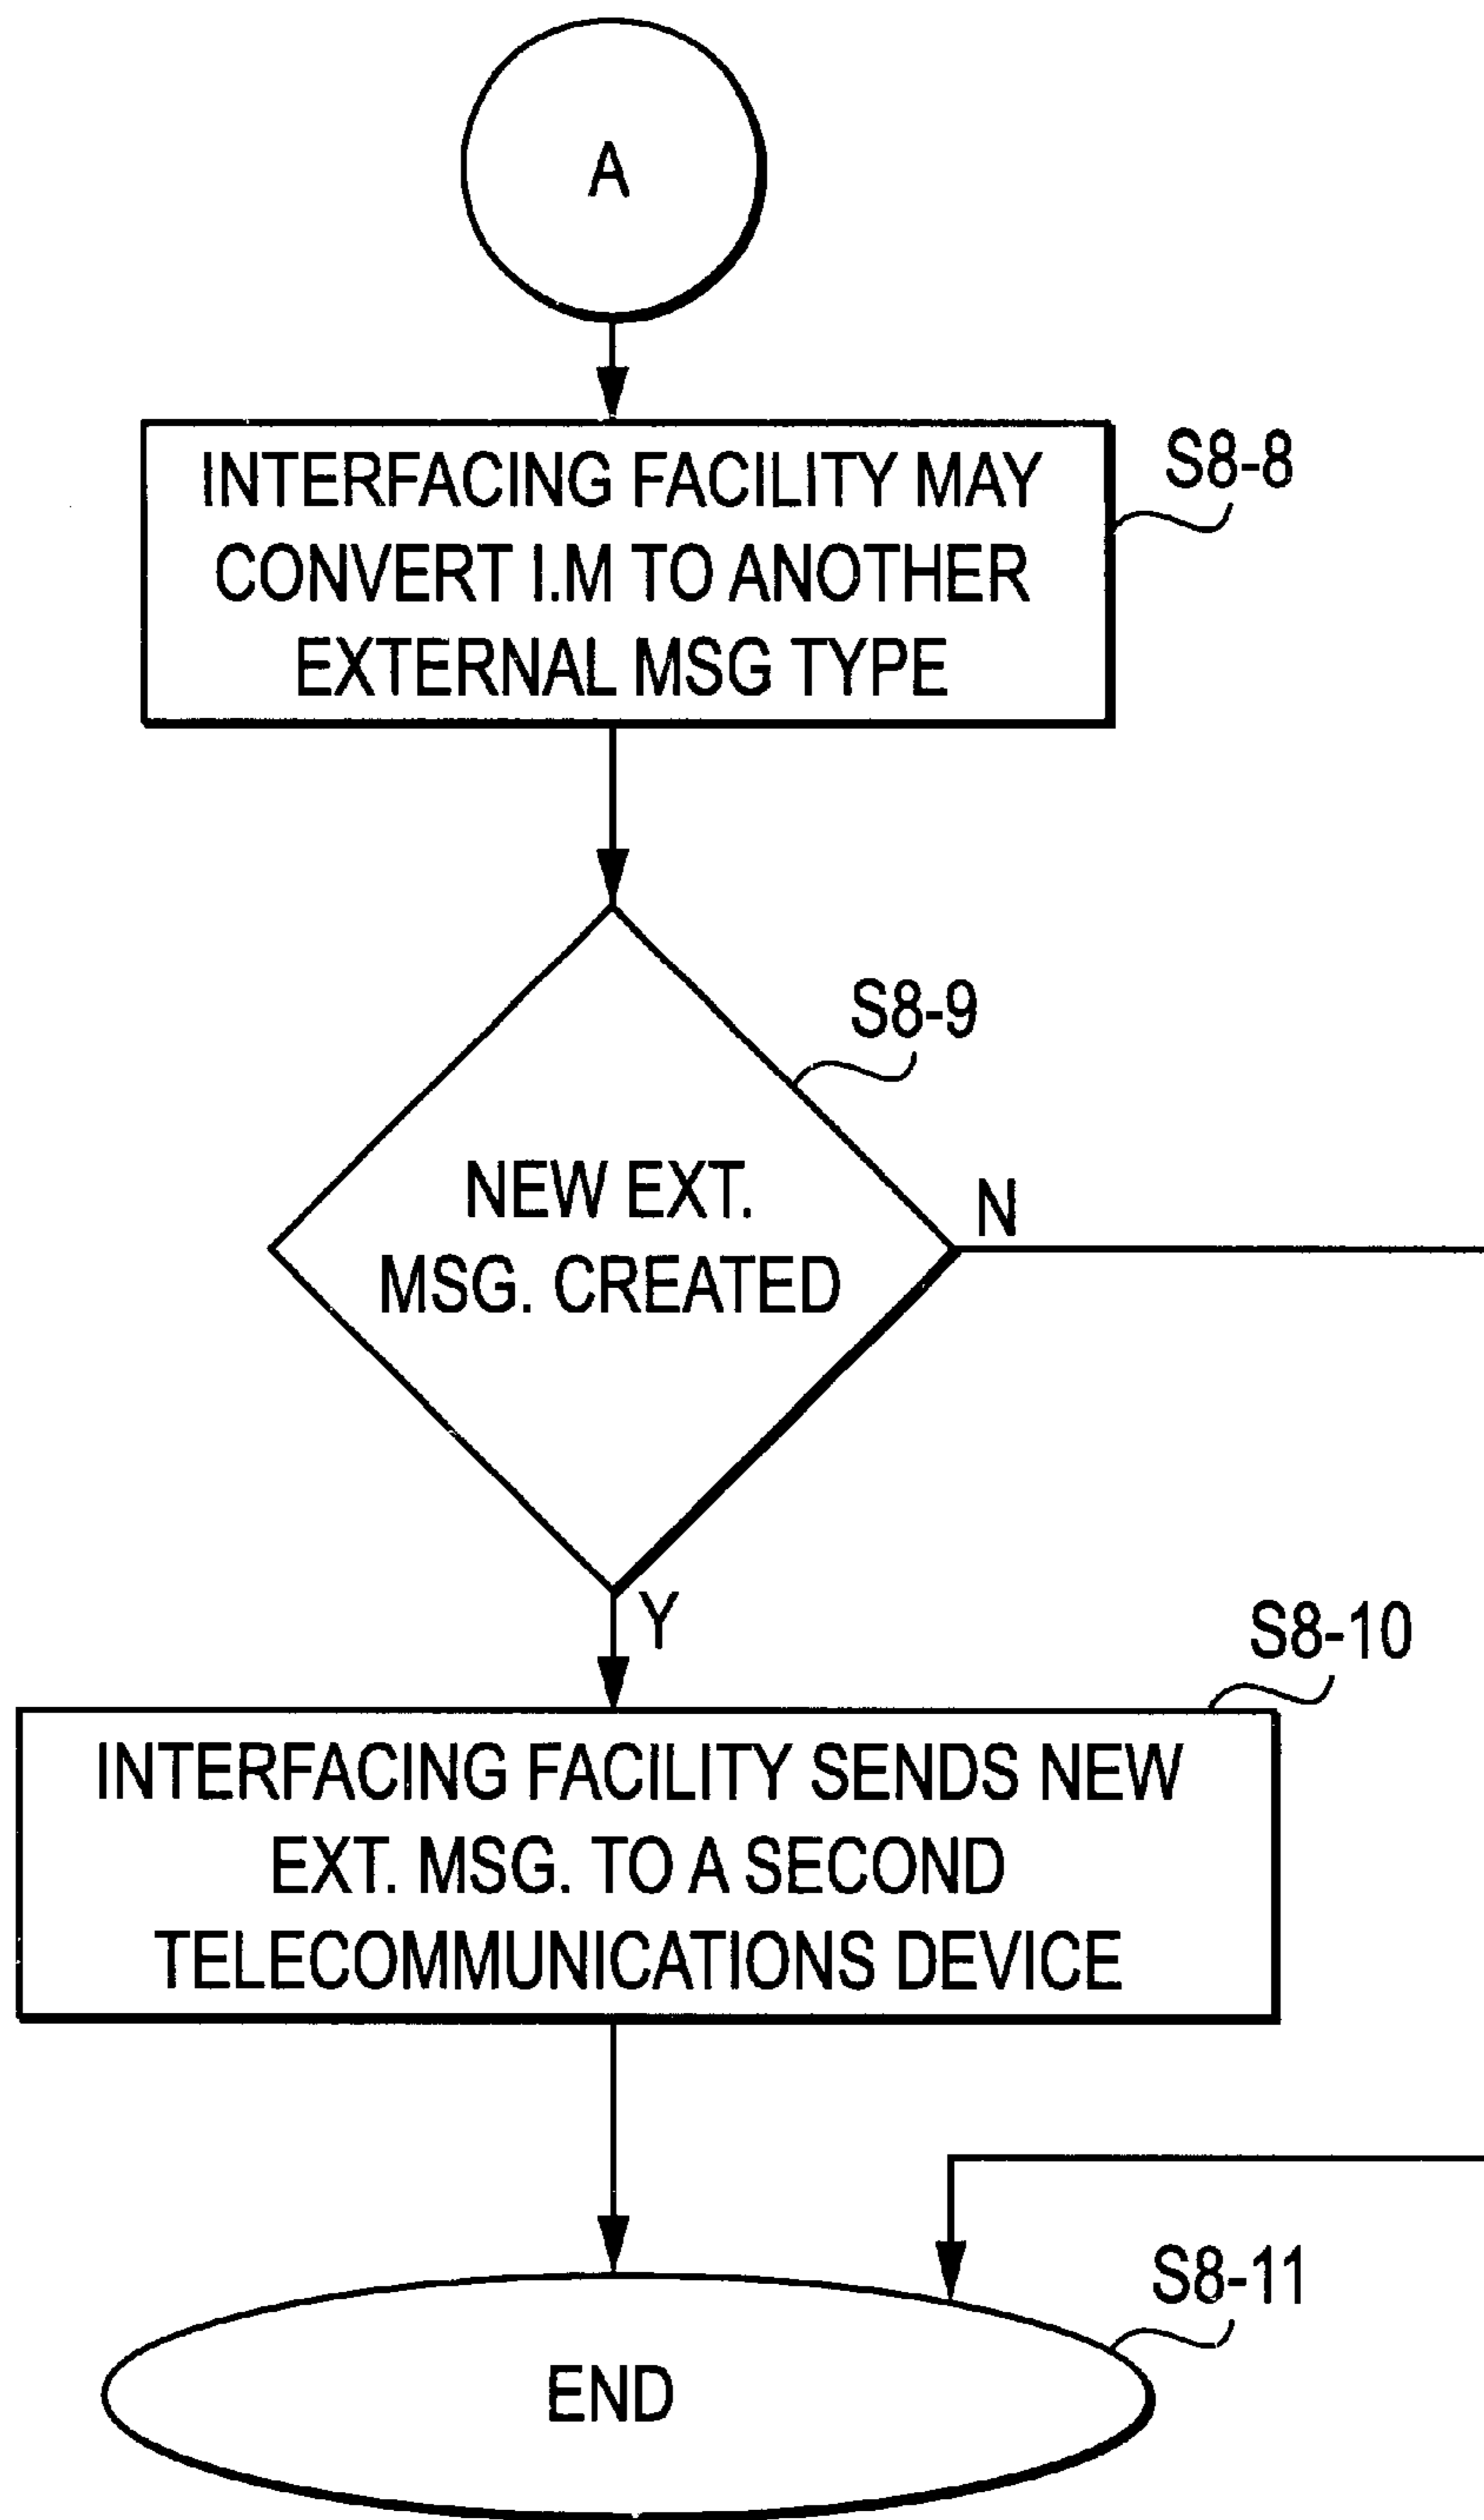 A
INTERFACING FACILITY MAY
CONVERT I.M TO ANOTHER
EXTERNAL MSG TYPE
S8-8
S8-9
NEW EXT.
MSG. CREATED
N
Y
S8-10
INTERFACING FACILITY SENDS NEW
EXT. MSG. TO A SECOND
TELECOMMUNICATIONS DEVICE
S8-11
END